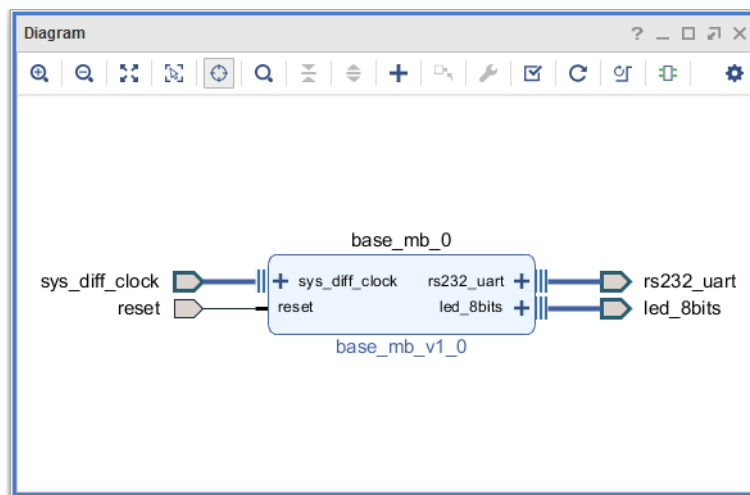 Diagram
base_mb_0
sys_diff_clock sys_diff_clock rs232_uart rs232_uart
reset reset led_8bits led_8bits
base_mb_v1_0